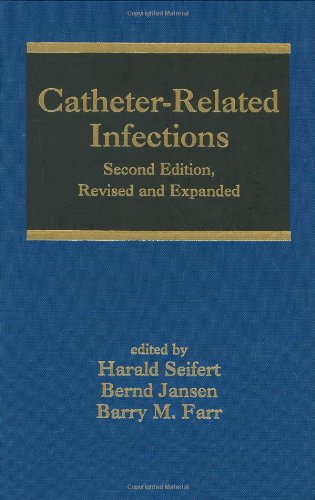 Catheter-Related
Infections
Second Edition,
Revised and Expanded
edited by
Harald Seifert
Bernd Jansen
Barry M. Farr